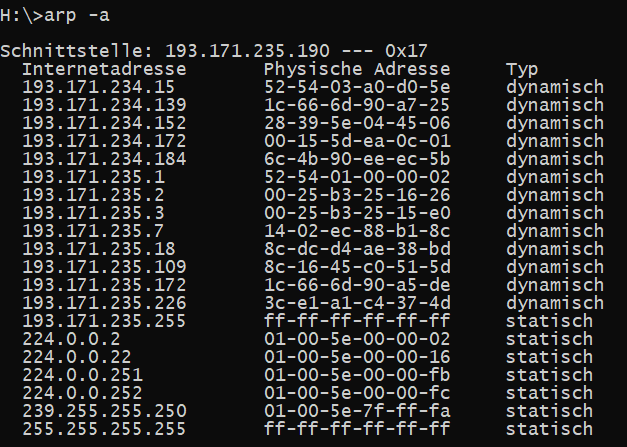 H:\>arp -a
Schnittstelle: 193.171.235.190 --- 0x17
Internetadresse Physische Adresse Typ
193.171.234.15 52-54-03-a0-d0-5e dynamisch
193.171.234.139 1c-66-6d-90-a7-25 dynamisch
193.171.234.152 28-39-5e-04-45-06 dynamisch
193.171.234.172 00-15-5d-ea-0c-01 dynamisch
193.171.234.184 6c-4b-90-ee-ec-5b dynamisch
193.171.235.1 52-54-01-00-00-02 dynamisch
193.171.235.2 00-25-b3-25-16-26 dynamisch
193.171.235.3 00-25-b3-25-15-e0 dynamisch
193.171.235.7 14-02-ec-88-b1-8c dynamisch
193.171.235.18 8c-dc-d4-ae-38-bd dynamisch
193.171.235.109 8c-16-45-c0-51-5d dynamisch
193.171.235.172 1c-66-6d-90-a5-de dynamisch
193.171.235.226 3c-e1-a1-c4-37-4d dynamisch
193.171.235.255 ff-ff-ff-ff-ff-ff statisch
224.0.0.2 01-00-5e-00-00-02 statisch
224.0.0.22 01-00-5e-00-00-16 statisch
224.0.0.251 01-00-5e-00-00-fb statisch
224.0.0.252 01-00-5e-00-00-fc statisch
239.255.255.250 01-00-5e-7f-ff-fa statisch
255.255.255.255 ff-ff-ff-ff-ff-ff statisch